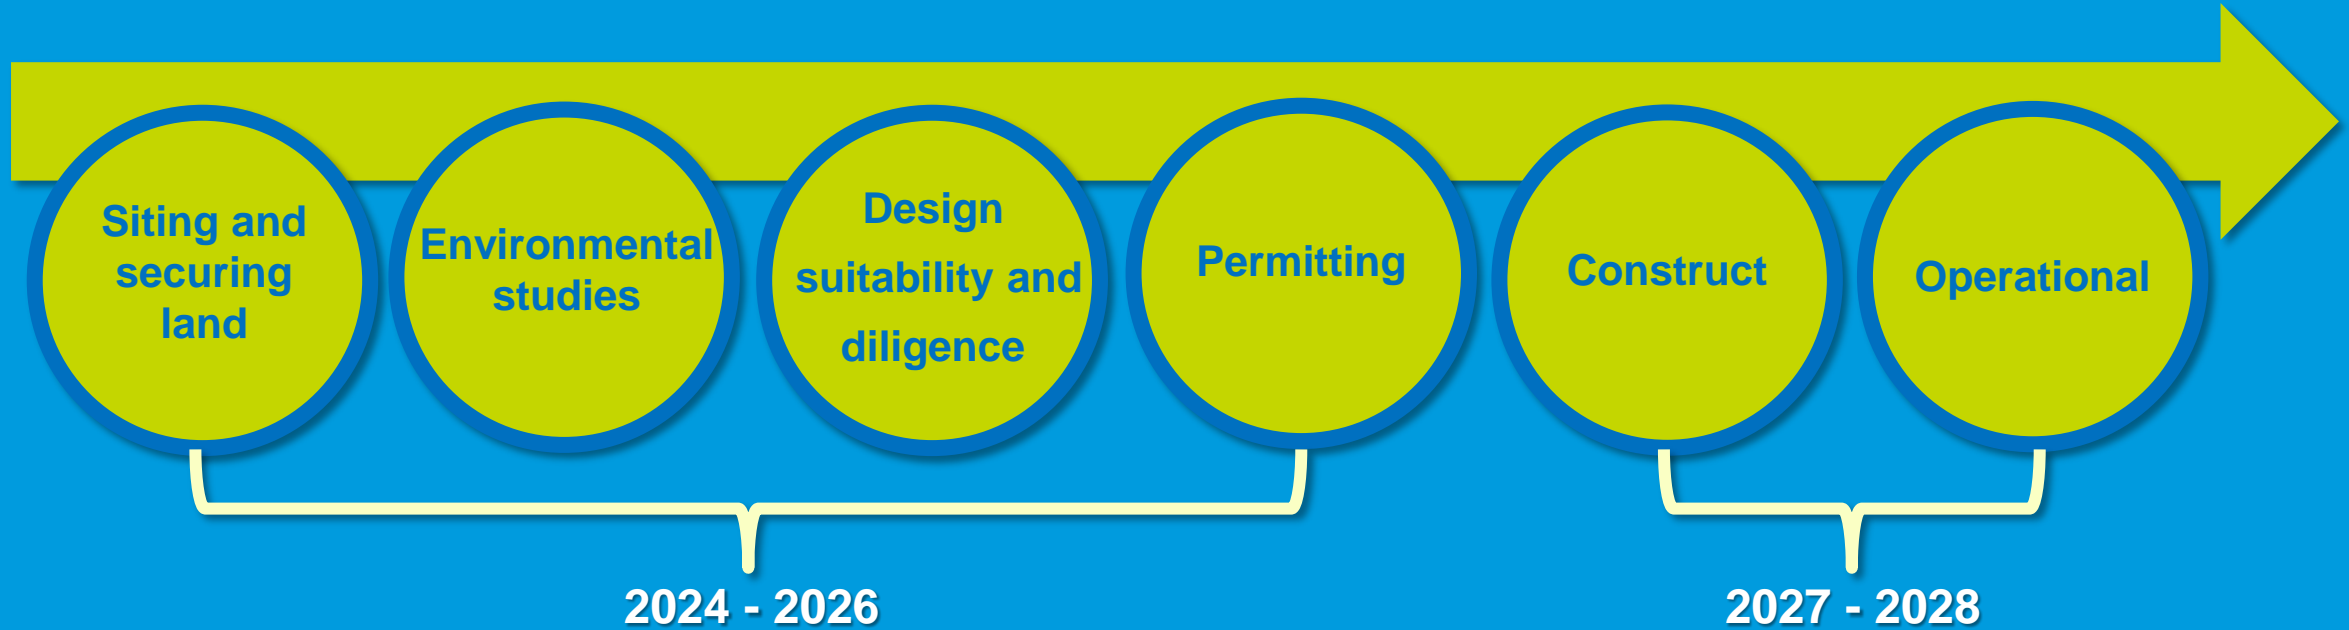 Siting and
securing
land
Environmental
studies
Design
suitability and
diligence
Permitting
Construct
Operational
2024 - 2026
2027 - 2028